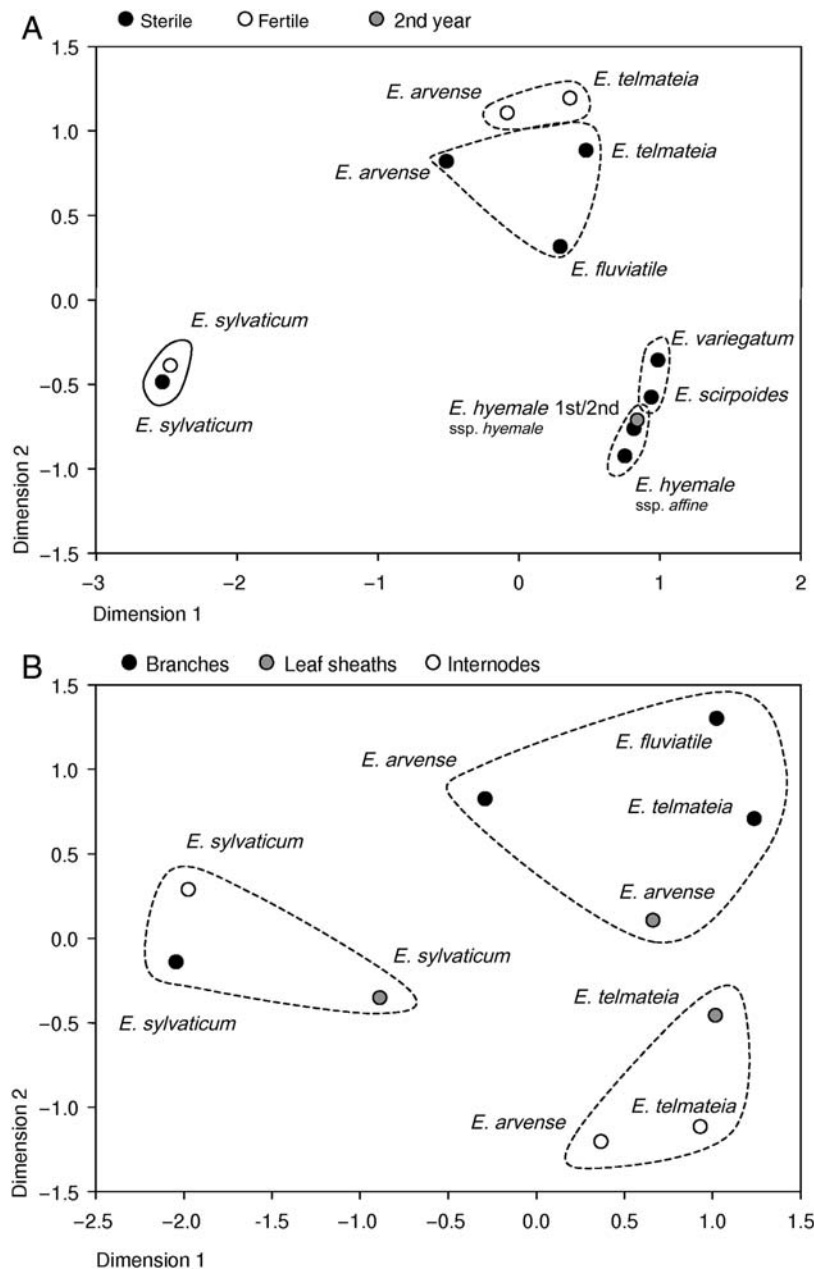 A
Sterile Fertile 2nd year
1.5
E. telmateia
E. arvense
1.0
E. telmateia
E. arvense
0.5
E. fluviatile
0.0
E. sylvaticum
E. variegatum
−0.5
E. scirpoides
E. hyemale 1st/2nd
ssp. hyemale
E. sylvaticum
−1.0
E. hyemale
ssp. affine
Dimension 2
−1.5
−3 −2 −1 0 1 2
Dimension 1
B
Branches Leaf sheaths Internodes
1.5
E. fluviatile
E. arvense
1.0
E. telmateia
E. sylvaticum
0.5
E. arvense
0.0
E. sylvaticum
E. telmateia
−0.5
E. sylvaticum
E. arvense
E. telmateia
−1.0
Dimension 2
−1.5
−2.5 −2.0 -1.5 −1.0 −0.5 0.0 0.5 1.0 1.5
Dimension 1